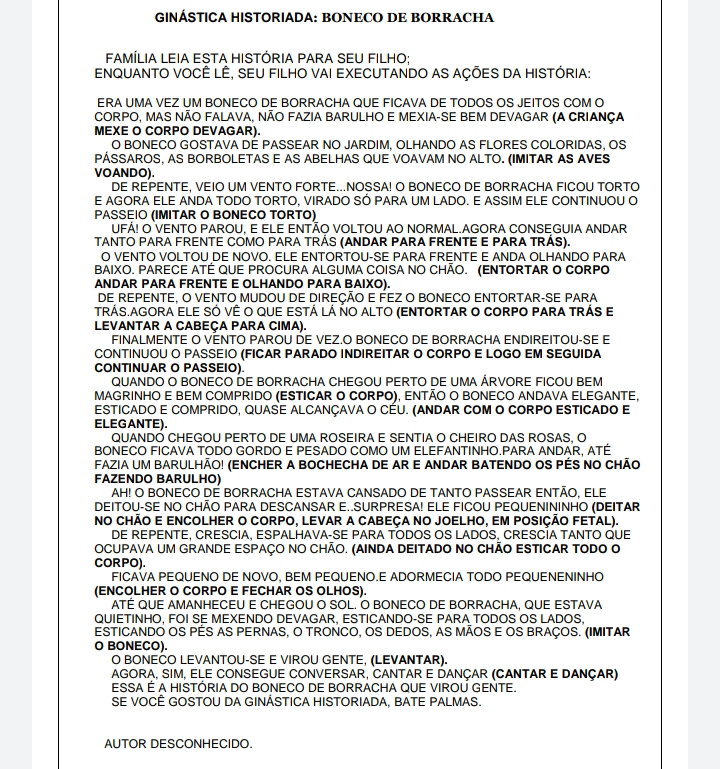 GINÁSTICA HISTORIADA: BONECO DE BORRACHA
FAMÍLIA LEIA ESTA HISTÓRIA PARA SEU FILHO;
ENQUANTO VOCÊ LÊ, SEU FILHO VAI EXECUTANDO AS AÇÕES DA HISTÓRIA:
ERA UMA VEZ UM BONECO DE BORRACHA QUE FICAVA DE TODOS OS JEITOS COM O
CORPO, MAS NÃO FALAVA, NÃO FAZIA BARULHO E MEXIA-SE BEM DEVAGAR (A CRIANÇA
MEXE O CORPO DEVAGAR).
O BONECO GOSTAVA DE PASSEAR NO JARDIM, OLHANDO AS FLORES COLORIDAS, OS
PÁSSAROS, AS BORBOLETAS E AS ABELHAS QUE VOAVAM NO ALTO. (IMITAR AS AVES
VOANDO).
DE REPENTE, VEIO UM VENTO FORTE...NOSSA! O BONECO DE BORRACHA FICOU TORTO
E AGORA ELE ANDA TODO TORTO, VIRADO SÓ PARA UM LADO. E ASSIM ELE CONTINUOU O
PASSEIO (IMITAR O BONECO TORTO)
UFÁ! O VENTO PAROU, E ELE ENTÃO VOLTOU AO NORMAL.AGORA CONSEGUIA ANDAR
TANTO PARA FRENTE COMO PARA TRÁS (ANDAR PARA FRENTE E PARA TRÁS).
O VENTO VOLTOU DE NOVO. ELE ENTORTOU-SE PARA FRENTE E ANDA OLHANDO PARA
BAIXO. PARECE ATÉ QUE PROCURA ALGUMA COISA NO CHÃO. (ENTORTAR O CORPO
ANDAR PARA FRENTE E OLHANDO PARA BAIXO).
DE REPENTE, O VENTO MUDOU DE DIREÇÃO E FEZ O BONECO ENTORTAR-SE PARA
TRÁS.AGORA ELE SÓ VÊ O QUE ESTÁ LÁ NO ALTO (ENTORTAR O CORPO PARA TRÁS E
LEVANTAR A CABEÇA PARA CIMA).
FINALMENTE O VENTO PAROU DE VEZ.O BONECO DE BORRACHA ENDIREITOU-SE E
CONTINUOU O PASSEIO (FICAR PARADO INDIREITAR O CORPO E LOGO EM SEGUIDA
CONTINUAR O PASSEIO).
QUANDO O BONECO DE BORRACHA CHEGOU PERTO DE UMA ÁRVORE FICOU BEM
MAGRINHO E BEM COMPRIDO (ESTICAR O CORPO), ENTÃO O BONECO ANDAVA ELEGANTE,
ESTICADO E COMPRIDO, QUASE ALCANÇAVA O CÉU. (ANDAR COM O CORPO ESTICADO E
ELEGANTE).
QUANDO CHEGOU PERTO DE UMA ROSEIRA E SENTIA O CHEIRO DAS ROSAS, O
BONECO FICAVA TODO GORDO E PESADO COMO UM ELEFANTINHO.PARA ANDAR, ATÉ
FAZIA UM BARULHÃO! (ENCHER A BOCHECHA DE AR E ANDAR BATENDO OS PÉS NO CHÃO
FAZENDO BARULHO)
AH! O BONECO DE BORRACHA ESTAVA CANSADO DE TANTO PASSEAR ENTÃO, ELE
DEITOU-SE NO CHÃO PARA DESCANSAR E..SURPRESA! ELE FICOU PEQUENININHO (DEITAR
NO CHÃO E ENCOLHER O CORPO, LEVAR A CABEÇA NO JOELHO, EM POSIÇÃO FETAL).
DE REPENTE, CRESCIA, ESPALHAVA-SE PARA TODOS OS LADOS, CRESCIA TANTO QUE
OCUPAVA UM GRANDE ESPAÇO NO CHÃO. (AINDA DEITADO NO CHÃO ESTICAR TODO O
CORPO).
FICAVA PEQUENO DE NOVO, BEM PEQUENO.E ADORMECIA TODO PEQUENENINHO
(ENCOLHER O CORPO E FECHAR OS OLHOS).
ATÉ QUE AMANHECEU E CHEGOU O SOL. O BONECO DE BORRACHA, QUE ESTAVA
QUIETINHO, FOI SE MEXENDO DEVAGAR, ESTICANDO-SE PARA TODOS OS LADOS,
ESTICANDO OS PÉS AS PERNAS, O TRONCO, OS DEDOS, AS MÃOS E OS BRAÇOS. (IMITAR
O BONECO).
O BONECO LEVANTOU-SE E VIROU GENTE, (LEVANTAR).
AGORA, SIM, ELE CONSEGUE CONVERSAR, CANTAR E DANÇAR (CANTAR E DANÇAR)
ESSA É A HISTÓRIA DO BONECO DE BORRACHA QUE VIROU GENTE.
SE VOCÊ GOSTOU DA GINÁSTICA HISTORIADA, BATE PALMAS.
AUTOR DESCONHECIDO.